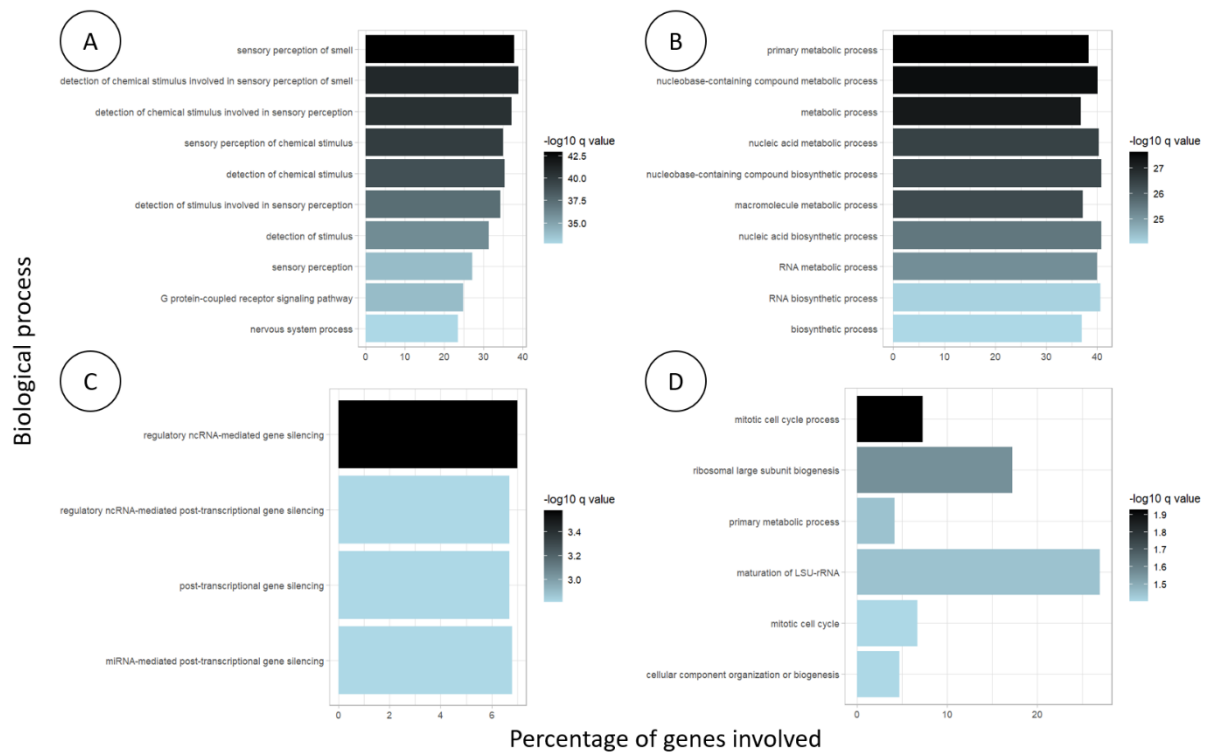 A
sensory perception of smell
detection of chemical stimulus involved in sensory perception of smell
detection of chemical stimulus involved in sensory perception
sensory perception of chemical stimulus
detection of chemical stimulus
detection of stimulus involved in sensory perception
detection of stimulus
sensory perception
G protein-coupled receptor signaling pathway
nervous system process
0 10 20 30 40
-log10 q value
42.5
40.0
37.5
35.0
B
primary metabolic process
nucleobase-containing compound metabolic process
metabolic process
nucleic acid metabolic process
nucleobase-containing compound biosynthetic process
macromolecule metabolic process
nucleic acid biosynthetic process
RNA metabolic process
RNA biosynthetic process
biosynthetic process
0 10 20 30 40
-log10 q value
27
26
25
Biological process
C
regulatory ncRNA-mediated gene silencing
regulatory ncRNA-mediated post-transcriptional gene silencing
post-transcriptional gene silencing
miRNA-mediated post-transcriptional gene silencing
0 2 4 6
-log10 q value
3.4
3.2
3.0
D
mitotic cell cycle process
ribosomal large subunit biogenesis
primary metabolic process
maturation of LSU-rRNA
mitotic cell cycle
cellular component organization or biogenesis
0 10 20
-log10 q value
1.9
1.8
1.7
1.6
1.5
Percentage of genes involved